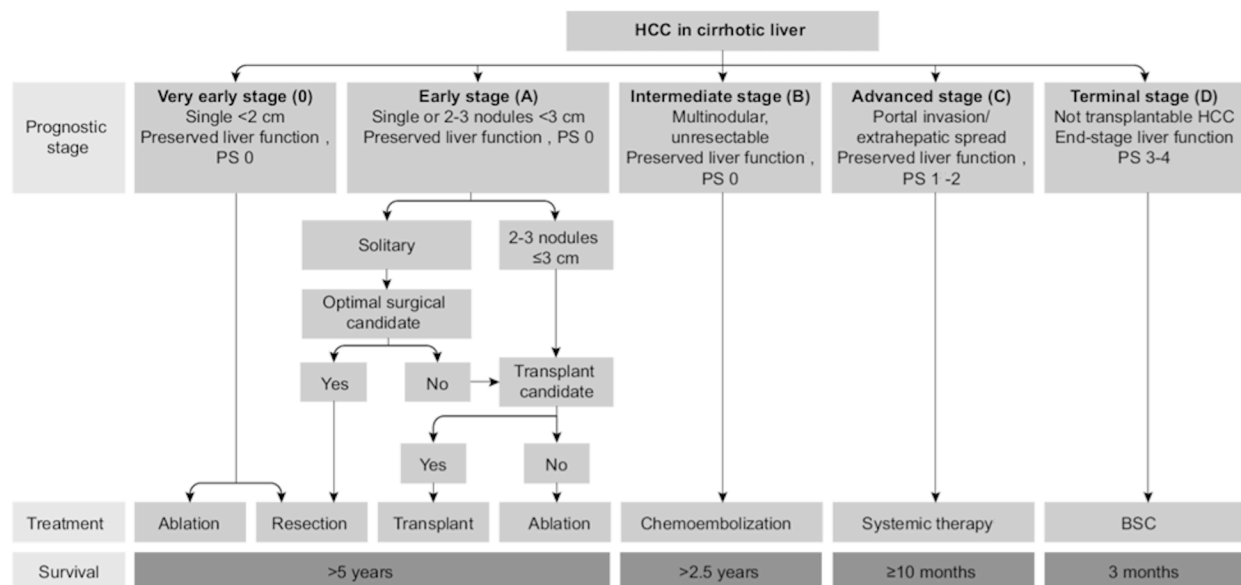 HCC in cirrhotic liver
Prognostic
stage
Very early stage (0)
Single <2 cm
Preserved liver function ,
PS 0
Early stage (A)
Single or 2-3 nodules <3 cm
Preserved liver function , PS 0
Intermediate stage (B)
Multinodular,
unresectable
Preserved liver function ,
PS 0
Advanced stage (C)
Portal invasion/
extrahepatic spread
Preserved liver function ,
PS 1 -2
Terminal stage (D)
Not transplantable HCC
End-stage liver function
PS 3-4
Solitary
2-3 nodules
≤3 cm
Optimal surgical
candidate
Yes
No
Transplant
candidate
Yes
No
Treatment
Ablation
Resection
Transplant
Ablation
Chemoembolization
Systemic therapy
BSC
Survival
>5 years
>2.5 years
≥10 months
3 months